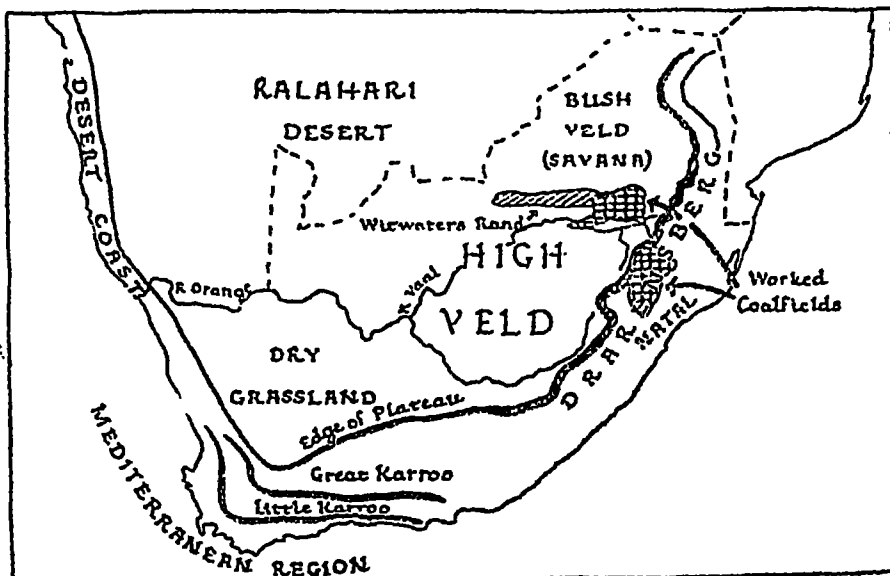 DESERT COAST
RALAHARI
DESERT
BUSH
VELD
(SAVANA)
Witwaters Rand
HIGH
VELD
R Orange
R Vaal
Worked
Coalfields
NATAL
DRY
GRASSLAND
Edge of Plateau
Great Karroo
Little Karroo
MEDITERRANEAN REGION